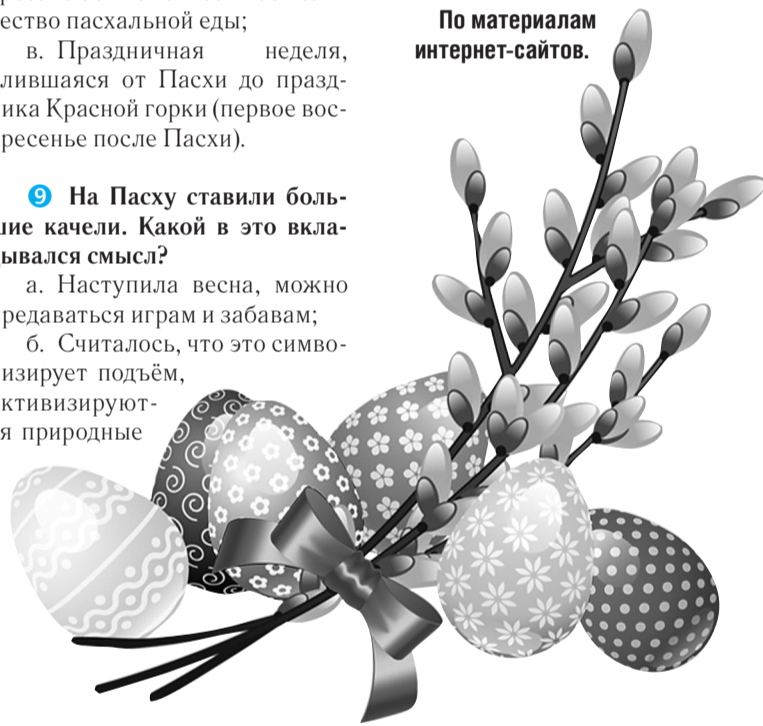 ество пасхальной еды;
в. Праздничная неделя,
лившаяся от Пасхи до празд-
ика Красной горки (первое вос-
ресенье после Пасхи).
9 На Пасху ставили боль-
шие качели. Какой в это вкла-
ывался смысл?
а. Наступила весна, можно
редаваться играм и забавам;
б. Считалось, что это симво-
изирует подъём,
ктивизируют-
я природные
По материалам
интернет-сайтов.